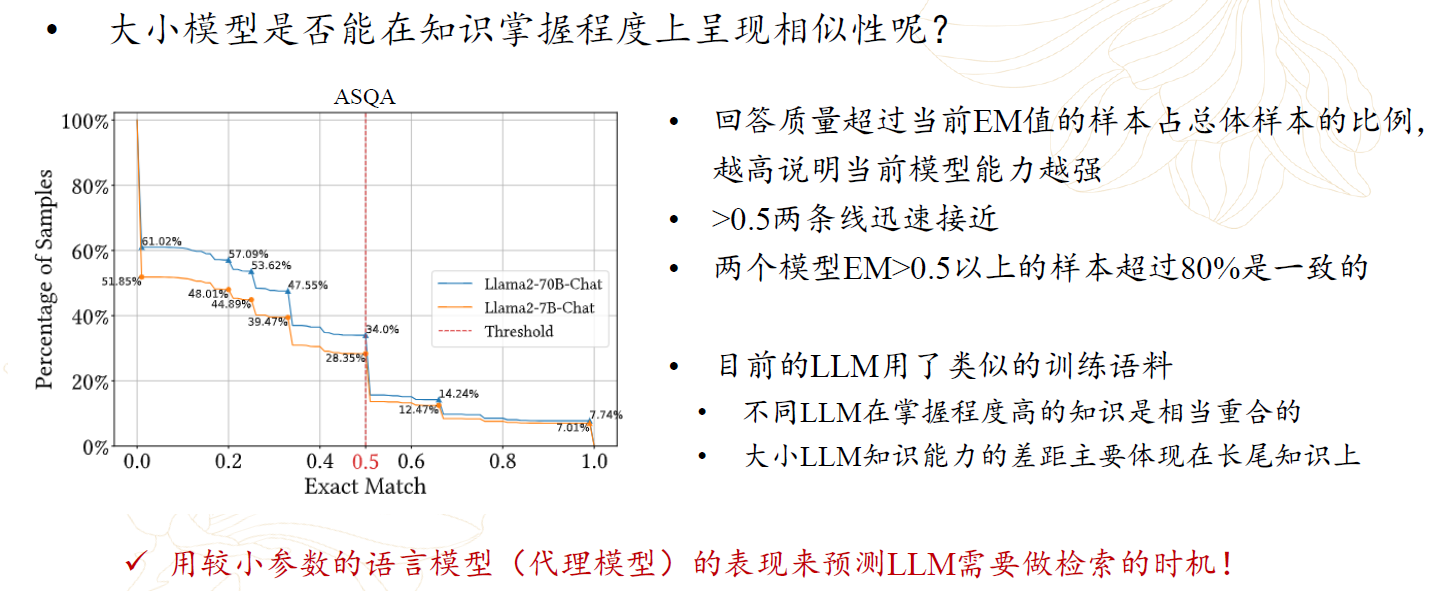 • 大小模型是否能在知识掌握程度上呈现相似性呢？
ASQA
Percentage of Samples
100%
80%
60%
40%
20%
0%
61.02%
57.09%
53.62%
47.55%
34.0%
14.24%
7.74%
51.85%
48.01%
44.89%
39.47%
28.35%
12.47%
7.01%
Llama2-70B-Chat
Llama2-7B-Chat
Threshold
0.0 0.2 0.4 0.5 0.6 0.8 1.0
Exact Match
• 回答质量超过当前EM值的样本占总体样本的比例，
越高说明当前模型能力越强
• >0.5两条线迅速接近
• 两个模型EM>0.5以上的样本超过80%是一致的
• 目前的LLM用了类似的训练语料
• 不同LLM在掌握程度高的知识是相当重合的
• 大小LLM知识能力的差距主要体现在长尾知识上
✓ 用较小参数的语言模型（代理模型）的表现来预测LLM需要做检索的时机！